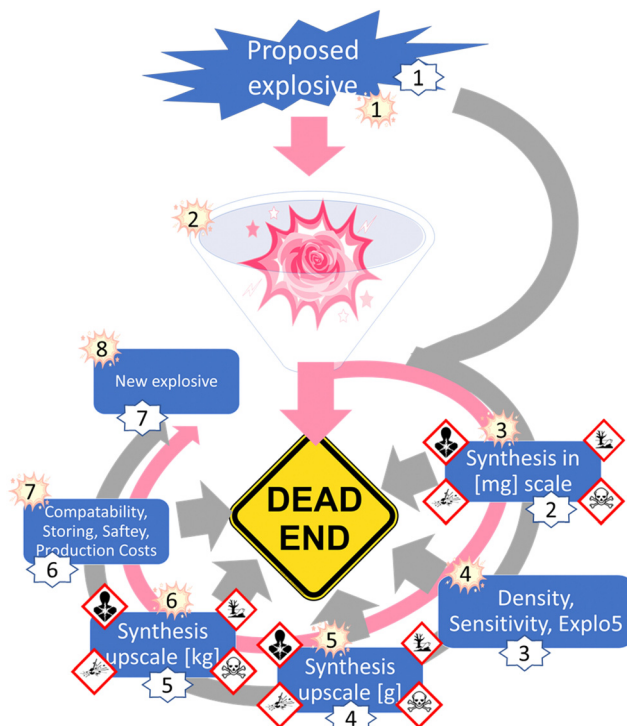 Proposed
explosive
1
1
2
8
New explosive
7
3
Synthesis in
[mg] scale
2
DEAD
END
7
Compatability,
Storing, Saftey,
Production Costs
6
4
Density,
Sensitivity, Explo5
3
6
Synthesis
upscale [kg]
5
5
Synthesis
upscale [g]
4